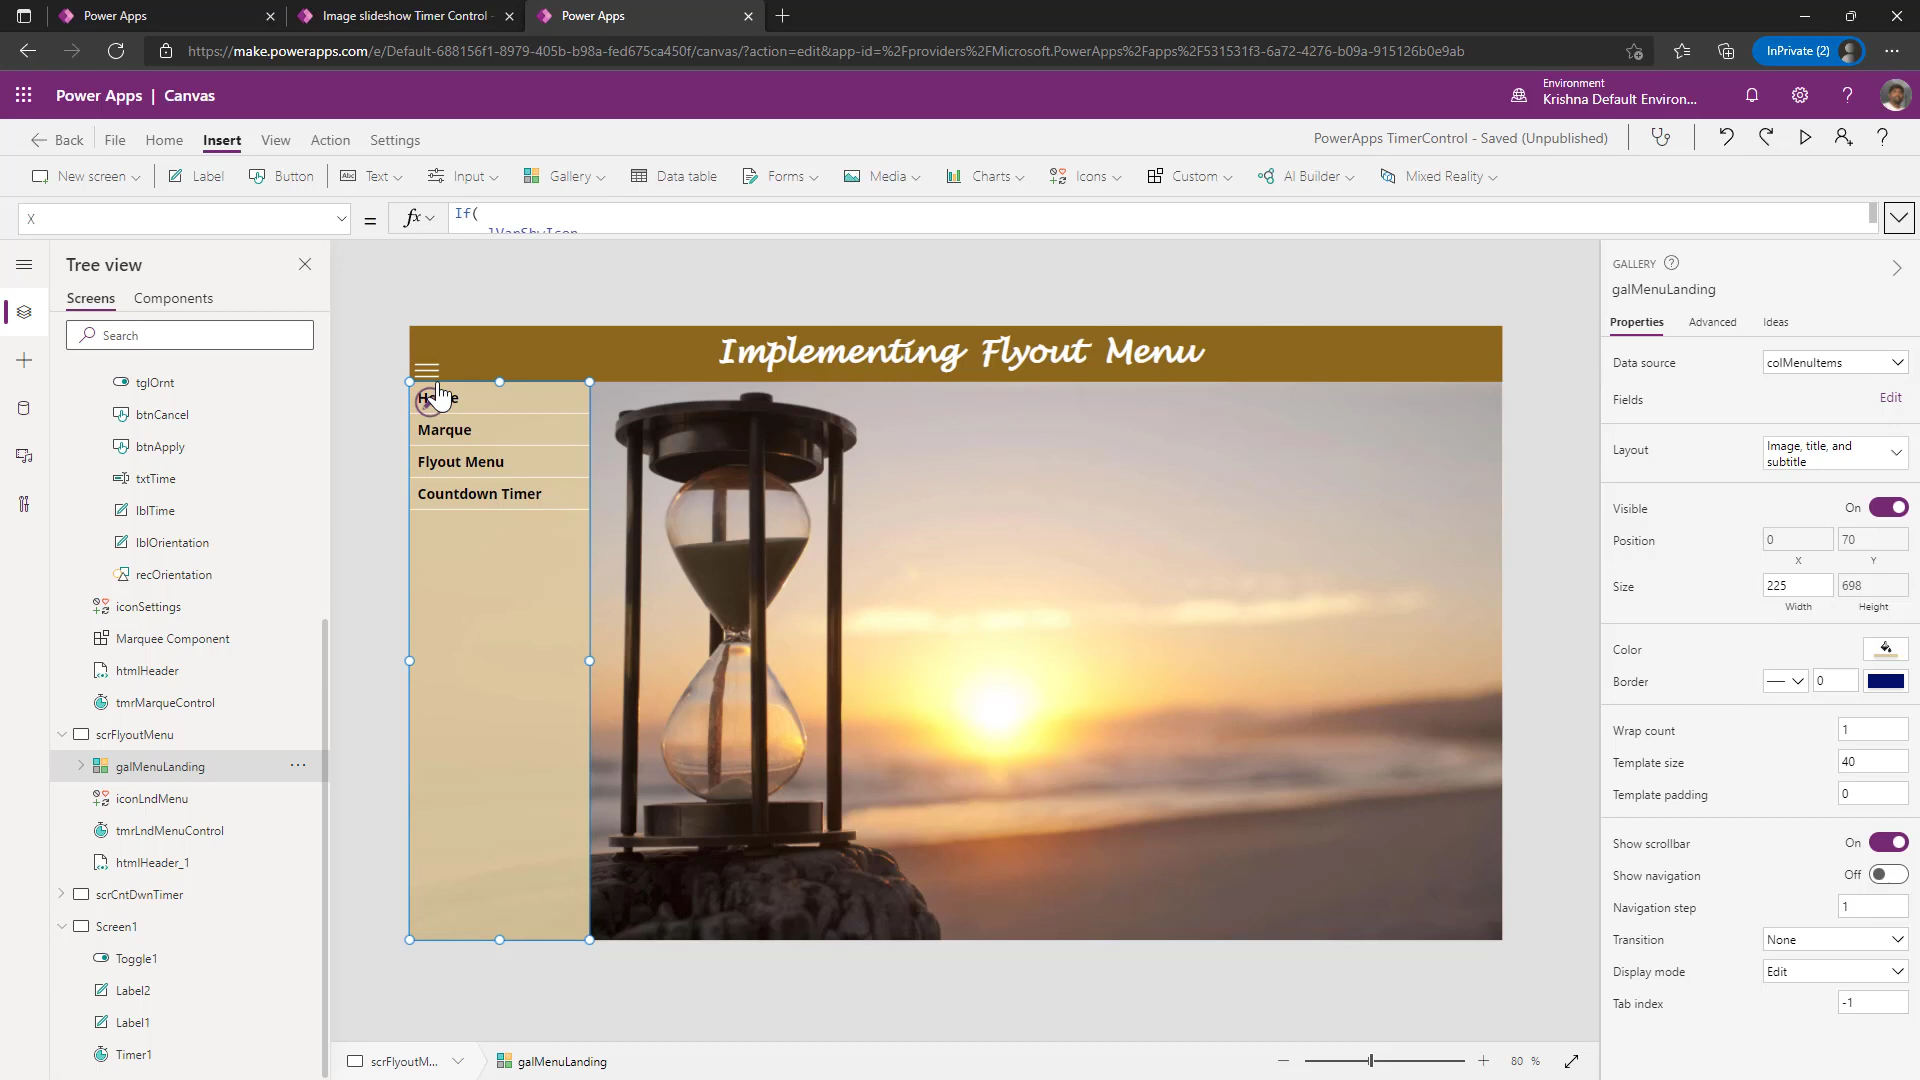 Power Apps
Image slideshow Timer Control -
Power Apps
https://make.powerapps.com/e/Default-688156f1-8979-405b-b98a-fed675ca450f/canvas/?action=edit&app-id=%2Fproviders%2FMicrosoft.PowerApps%2Fapps%2F531531f3-6a72-4276-b09a-915126b0e9ab
InPrivate (2)
Power Apps | Canvas
Environment
Krishna Default Environ...
Back
File
Home
Insert
View
Action
Settings
PowerApps TimerControl - Saved (Unpublished)
New screen
Label
Button
Abc Text
Input
Gallery
Data table
Forms
Media
Charts
Icons
Custom
AI Builder
Mixed Reality
X
=
fx
If(
lVarShwIcon
Tree view
Screens
Components
Search
tglOrnt
btnCancel
btnApply
txtTime
lblTime
lblOrientation
recOrientation
iconSettings
Marquee Component
htmlHeader
tmrMarqueControl
scrFlyoutMenu
galMenuLanding
iconLndMenu
tmrLndMenuControl
htmlHeader_1
scrCntDwnTimer
Screen1
Toggle1
Label2
Label1
Timer1
Implementing Flyout Menu
Marque
Flyout Menu
Countdown Timer
GALLERY
galMenuLanding
Properties
Advanced
Ideas
Data source
colMenuItems
Fields
Edit
Layout
Image, title, and
subtitle
Visible
On
Position
0
70
X
Y
Size
225
698
Width
Height
Color
Border
0
Wrap count
1
Template size
40
Template padding
0
Show scrollbar
On
Show navigation
Off
Navigation step
1
Transition
None
Display mode
Edit
Tab index
-1
scrFlyoutM...
galMenuLanding
80 %